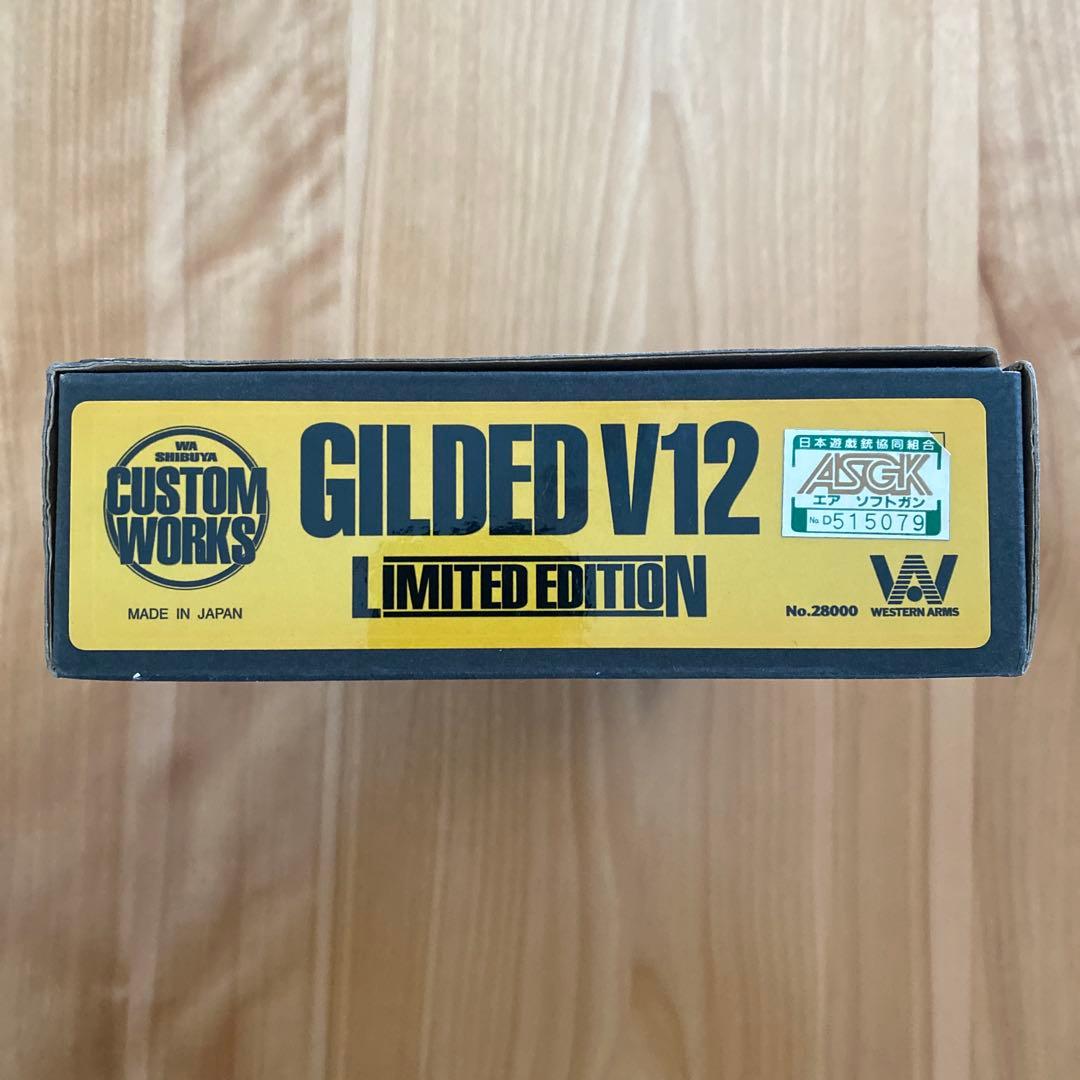 WA
SHIBUYA
CUSTOM
WORKS
MADE IN JAPAN
GILDED V12
LIMITED EDITION
日本遊戯銃協同組合
ASGK
エア ソフトガン
No. D515079
No.28000
WESTERN ARMS